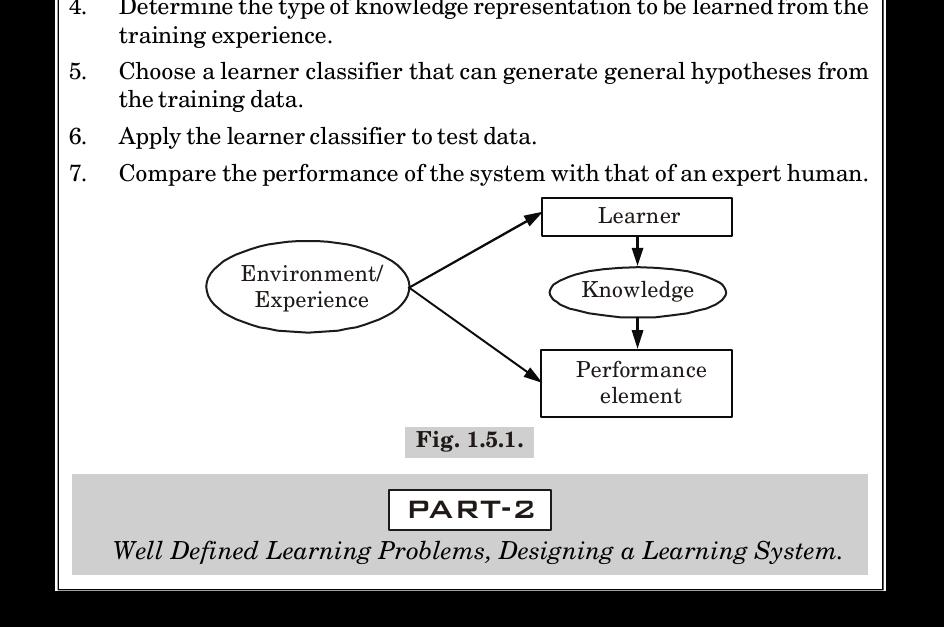 4. Determine the type of knowledge representation to be learned from the
training experience.
5. Choose a learner classifier that can generate general hypotheses from
the training data.
6. Apply the learner classifier to test data.
7. Compare the performance of the system with that of an expert human.
Learner
Environment/
Experience
Knowledge
Performance
element
Fig. 1.5.1.
PART-2
Well Defined Learning Problems, Designing a Learning System.